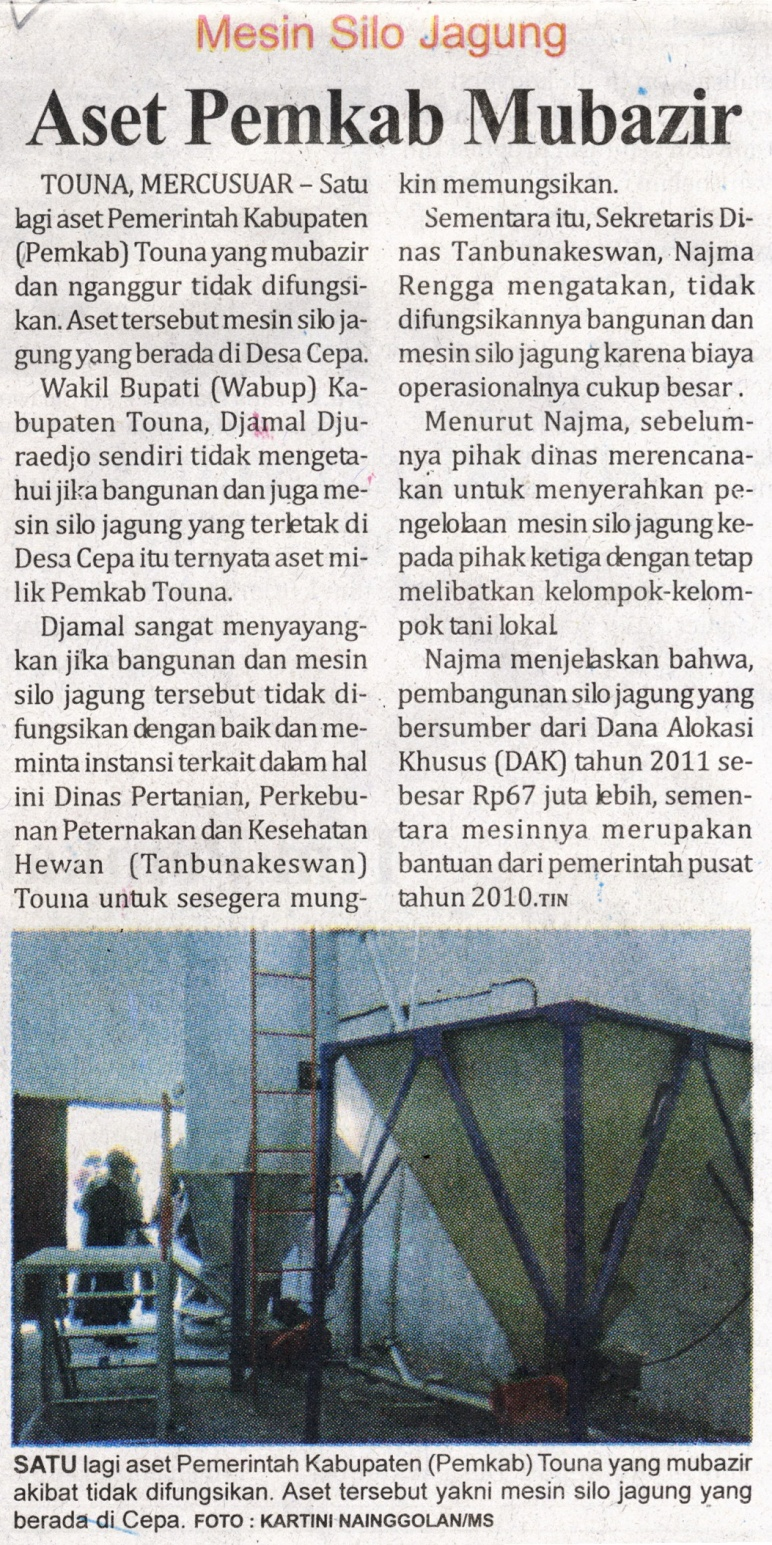 Mesin Silo Jagung
Aset Pemkab Mubazir
TOUNA, MERCUSUAR – Satu
lagi aset Pemerintah Kabupaten
(Pemkab) Touna yang mubazir
dan nganggur tidak difungsi-
kan. Aset tersebut mesin silo ja-
gung yang berada di Desa Cepa.
Wakil Bupati (Wabup) Ka-
bupaten Touna, Djamal Dju-
raedjo sendiri tidak mengeta-
hui jika bangunan dan juga me-
sin silo jagung yang terletak di
Desa Cepa itu ternyata aset mi-
lik Pemkab Touna.
Djamal sangat menyayang-
kan jika bangunan dan mesin
silo jagung tersebut tidak di-
fungsikan dengan baik dan me-
minta instansi terkait dalam hal
ini Dinas Pertanian, Perkebu-
nan Peternakan dan Kesehatan
Hewan (Tanbunakeswan)
Touna untuk sesegera mung-
kin memungsikan.
Sementara itu, Sekretaris Di-
nas Tanbunakeswan, Najma
Rengga mengatakan, tidak
difungsikannya bangunan dan
mesin silo jagung karena biaya
operasionalnya cukup besar .
Menurut Najma, sebelum-
nya pihak dinas merencana-
kan untuk menyerahkan pe-
ngelolaan mesin silo jagung ke-
pada pihak ketiga dengan tetap
melibatkan kelompok-kelom-
pok tani lokal.
Najma menjelaskan bahwa,
pembangunan silo jagung yang
bersumber dari Dana Alokasi
Khusus (DAK) tahun 2011 se-
besar Rp67 juta lebih, semen-
tara mesinnya merupakan
bantuan dari pemerintah pusat
tahun 2010.TIN
SATU lagi aset Pemerintah Kabupaten (Pemkab) Touna yang mubazir
akibat tidak difungsikan. Aset tersebut yakni mesin silo jagung yang
berada di Cepa. FOTO : KARTINI NAINGGOLAN/MS